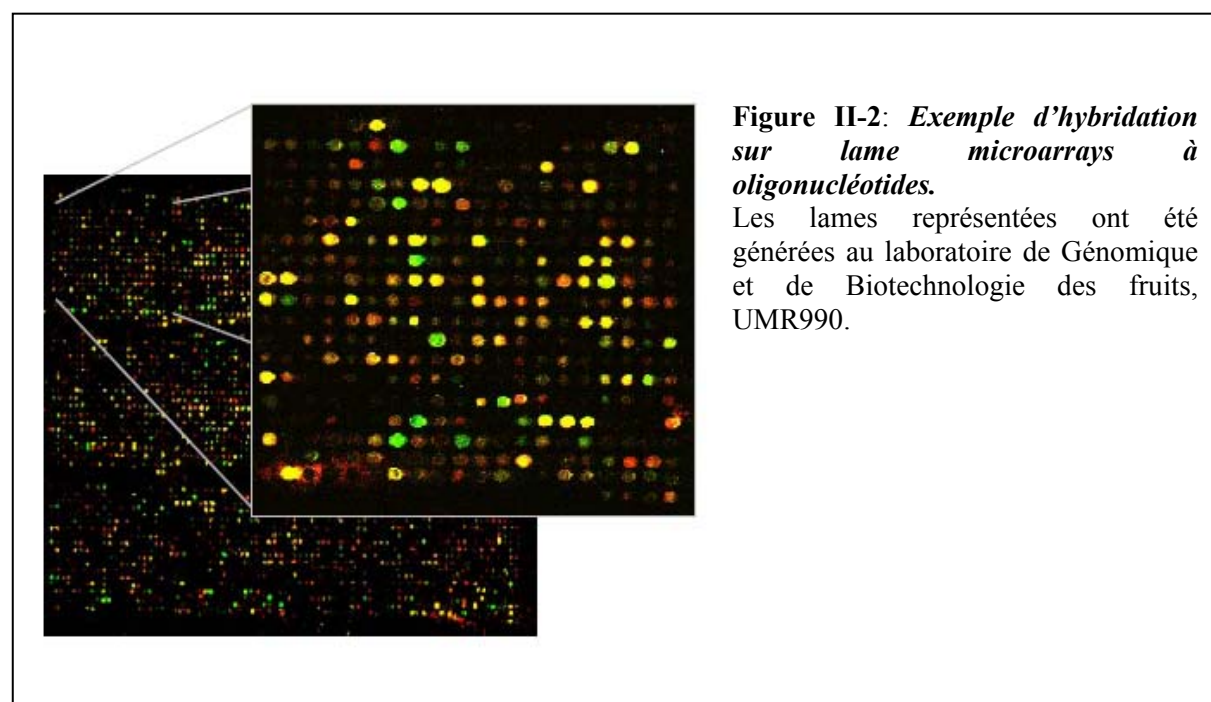 Figure II-2: Exemple d’hybridation
sur lame microarrays à
oligonucléotides.
Les lames représentées ont été
générées au laboratoire de Génomique
et de Biotechnologie des fruits,
UMR990.